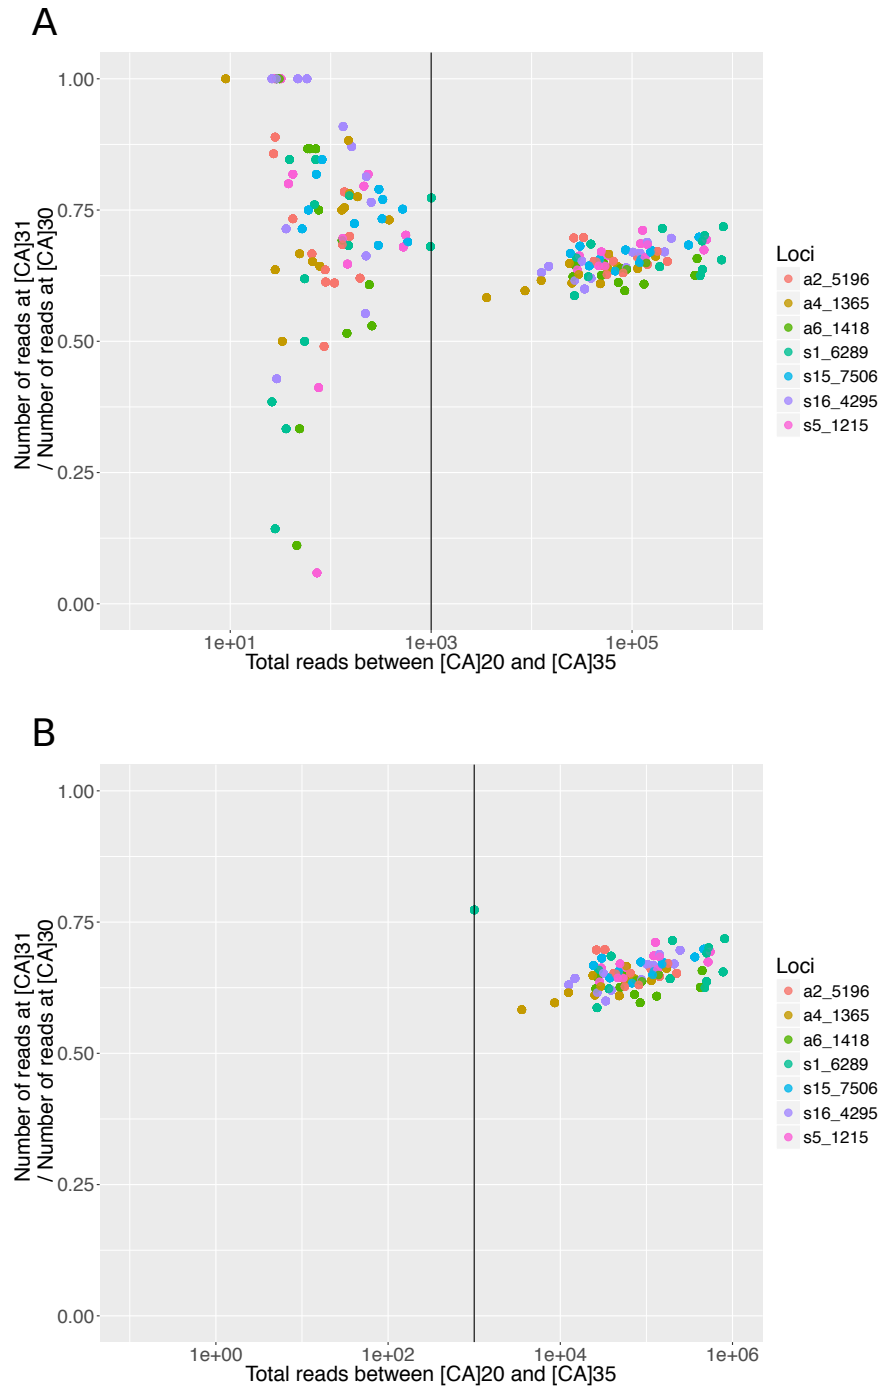 A
1.00
0.75
0.50
0.25
0.00
Number of reads at [CA]31
/ Number of reads at [CA]30
1e+01
1e+03
1e+05
Total reads between [CA]20 and [CA]35
Loci
a2_5196
a4_1365
a6_1418
s1_6289
s15_7506
s16_4295
s5_1215
B
1.00
0.75
0.50
0.25
0.00
Number of reads at [CA]31
/ Number of reads at [CA]30
1e+00
1e+02
1e+04
1e+06
Total reads between [CA]20 and [CA]35
Loci
a2_5196
a4_1365
a6_1418
s1_6289
s15_7506
s16_4295
s5_1215